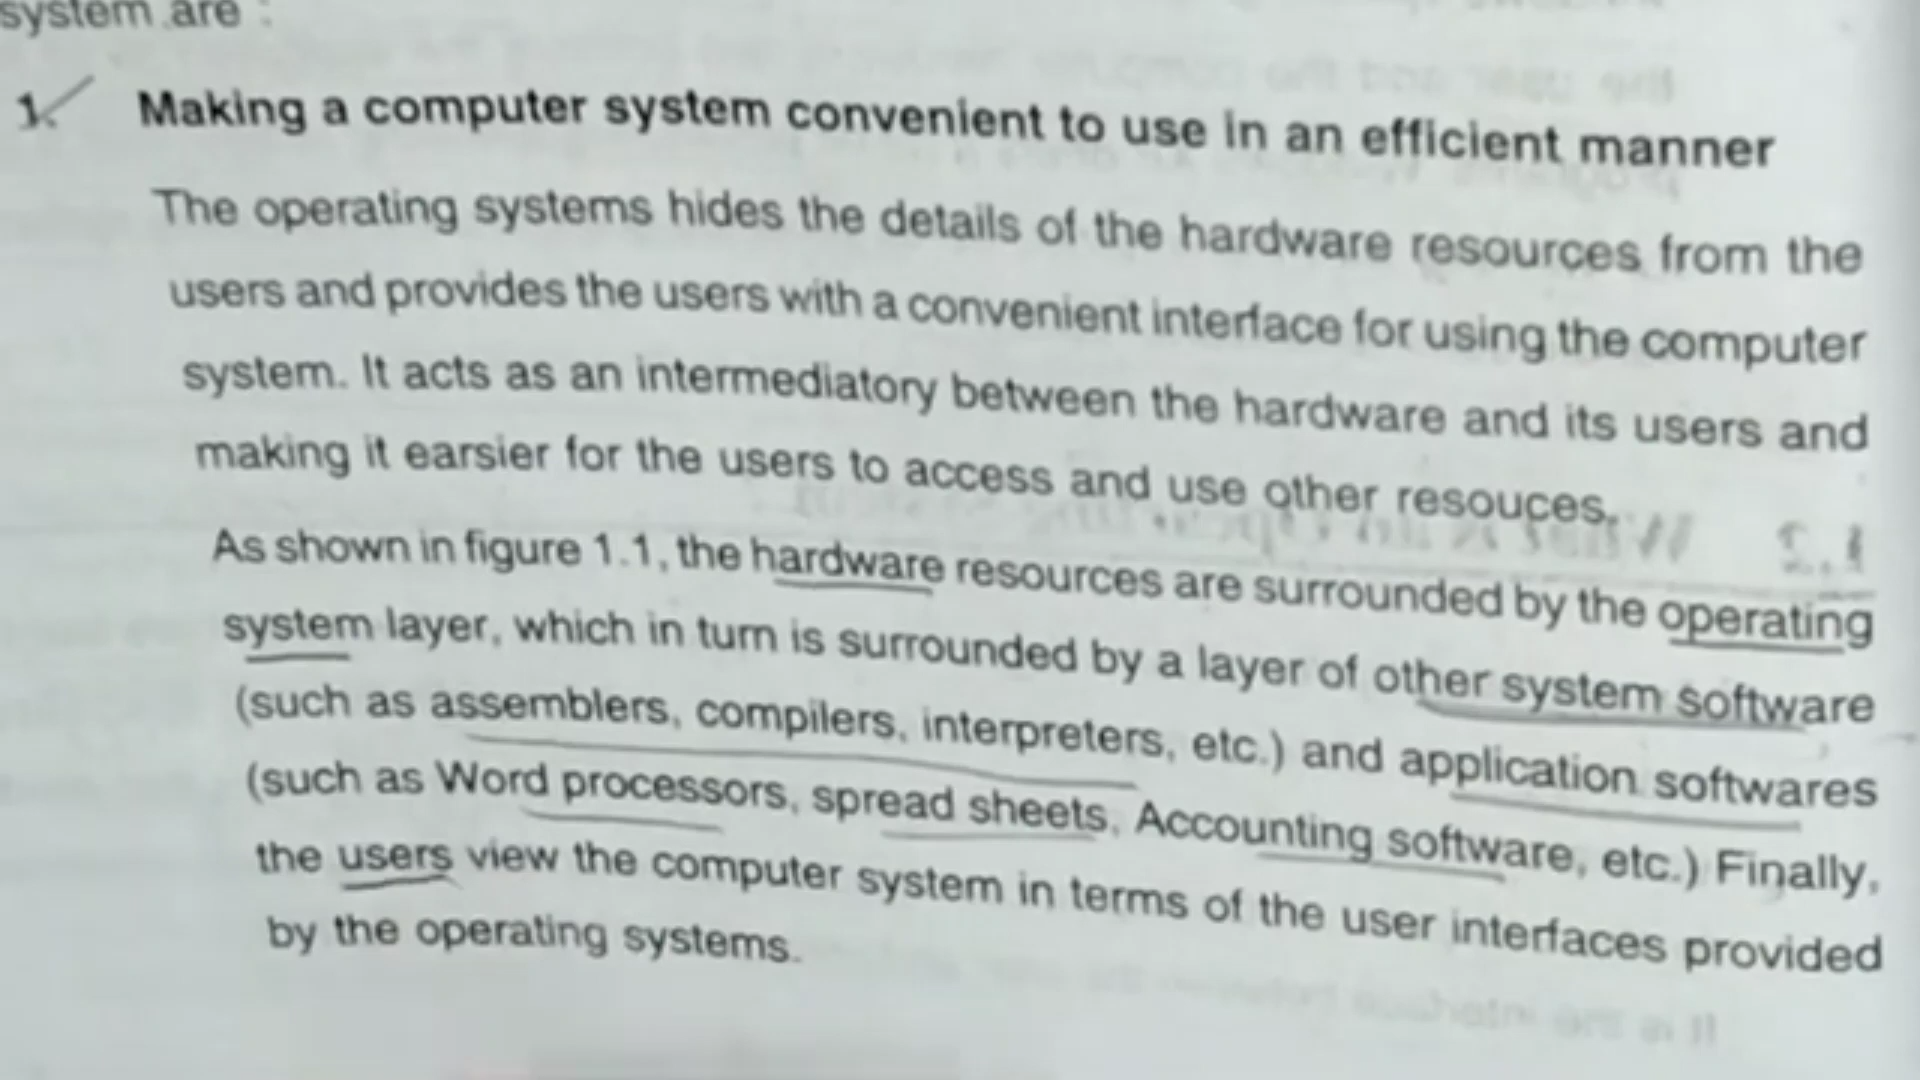 system are :
1. Making a computer system convenient to use in an efficient manner
The operating systems hides the details of the hardware resources from the
users and provides the users with a convenient interface for using the computer
system. It acts as an intermediatory between the hardware and its users and
making it earsier for the users to access and use other resouces.
As shown in figure 1.1, the hardware resources are surrounded by the operating
system layer, which in turn is surrounded by a layer of other system software
(such as assemblers, compilers, interpreters, etc.) and application softwares
(such as Word processors, spread sheets, Accounting software, etc.) Finally,
the users view the computer system in terms of the user interfaces provided
by the operating systems.